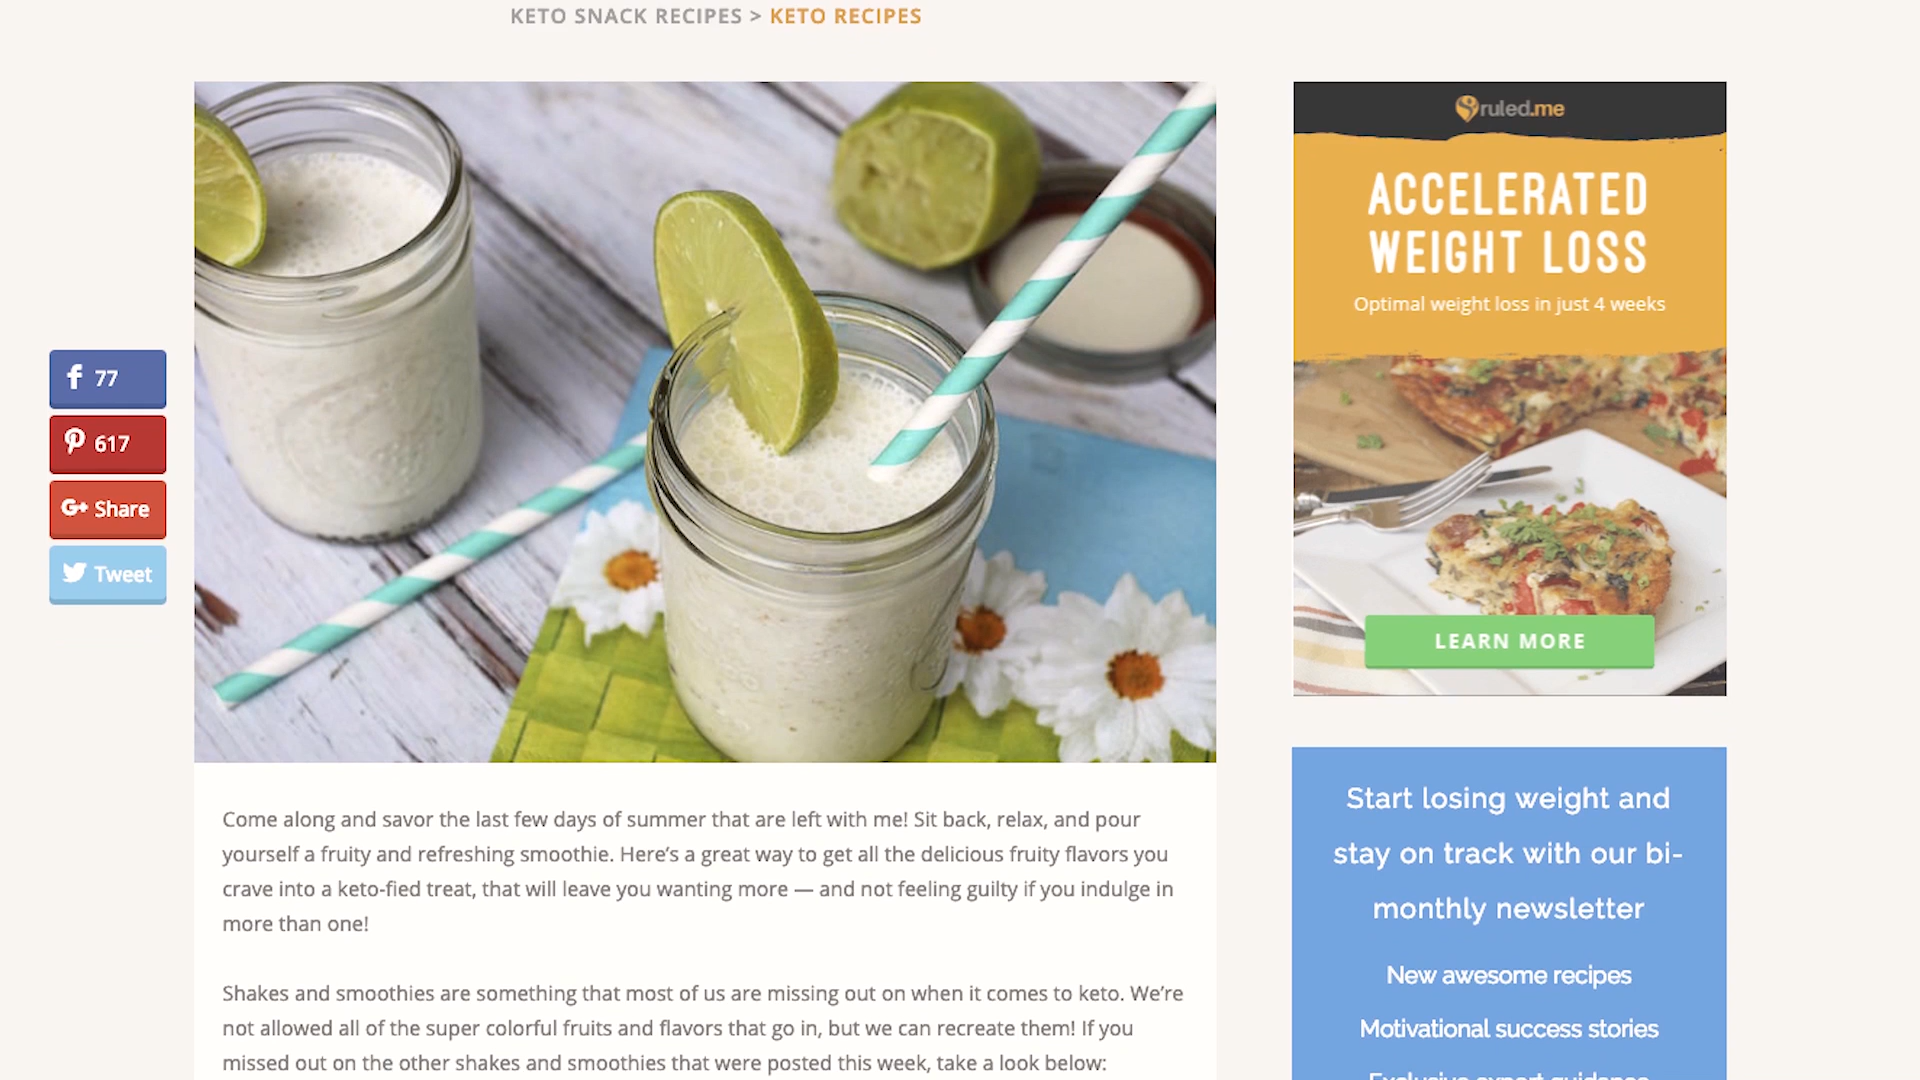 KETO SNACK RECIPES > KETO RECIPES
f 77
617
G+ Share
Tweet
Come along and savor the last few days of summer that are left with me! Sit back, relax, and pour
yourself a fruity and refreshing smoothie. Here’s a great way to get all the delicious fruity flavors you
crave into a keto-fied treat, that will leave you wanting more — and not feeling guilty if you indulge in
more than one!
Shakes and smoothies are something that most of us are missing out on when it comes to keto. We’re
not allowed all of the super colorful fruits and flavors that go in, but we can recreate them! If you
missed out on the other shakes and smoothies that were posted this week, take a look below:
ruled.me
ACCELERATED
WEIGHT LOSS
Optimal weight loss in just 4 weeks
LEARN MORE
Start losing weight and
stay on track with our bi-
monthly newsletter
New awesome recipes
Motivational success stories
Exclusive expert guidance